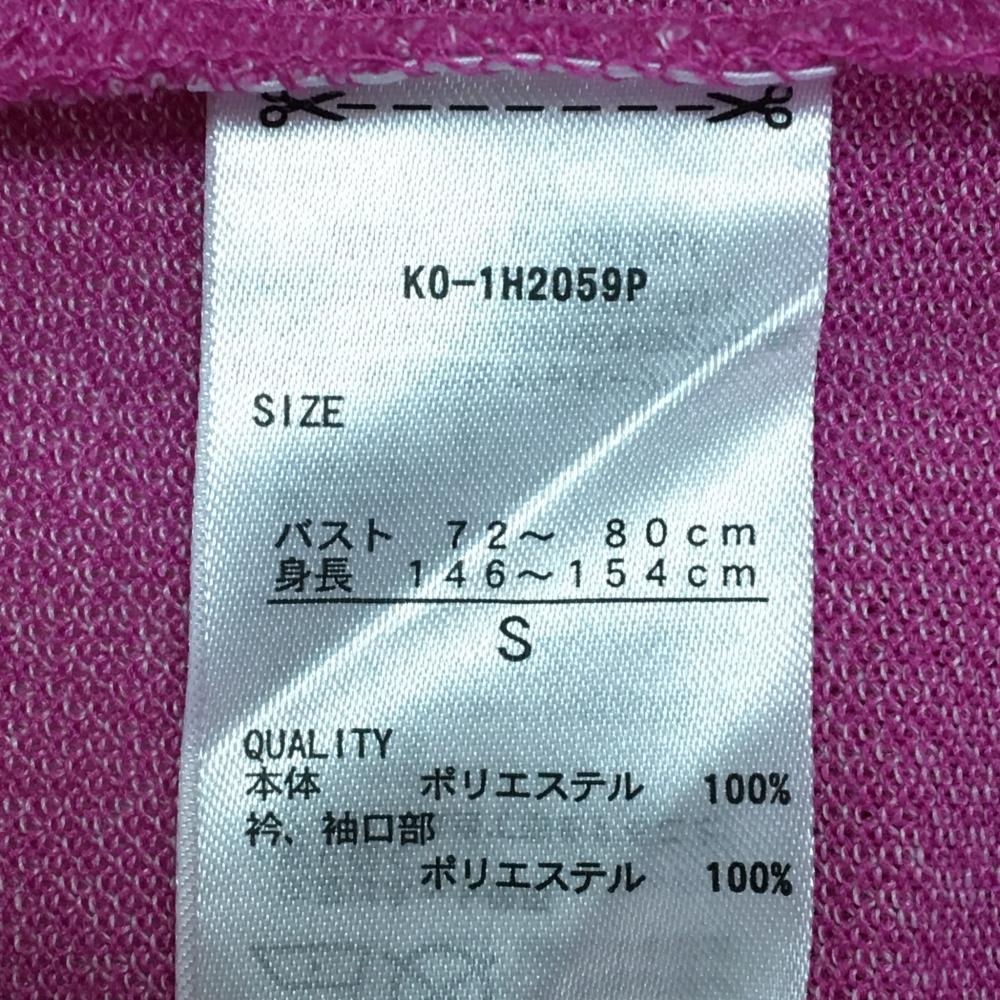 KO-1H2059P
SIZE
バスト 72～ 80cm
身長 146～154cm
S
QUALITY
本体 ポリエステル 100%
衿、袖口部
ポリエステル 100%